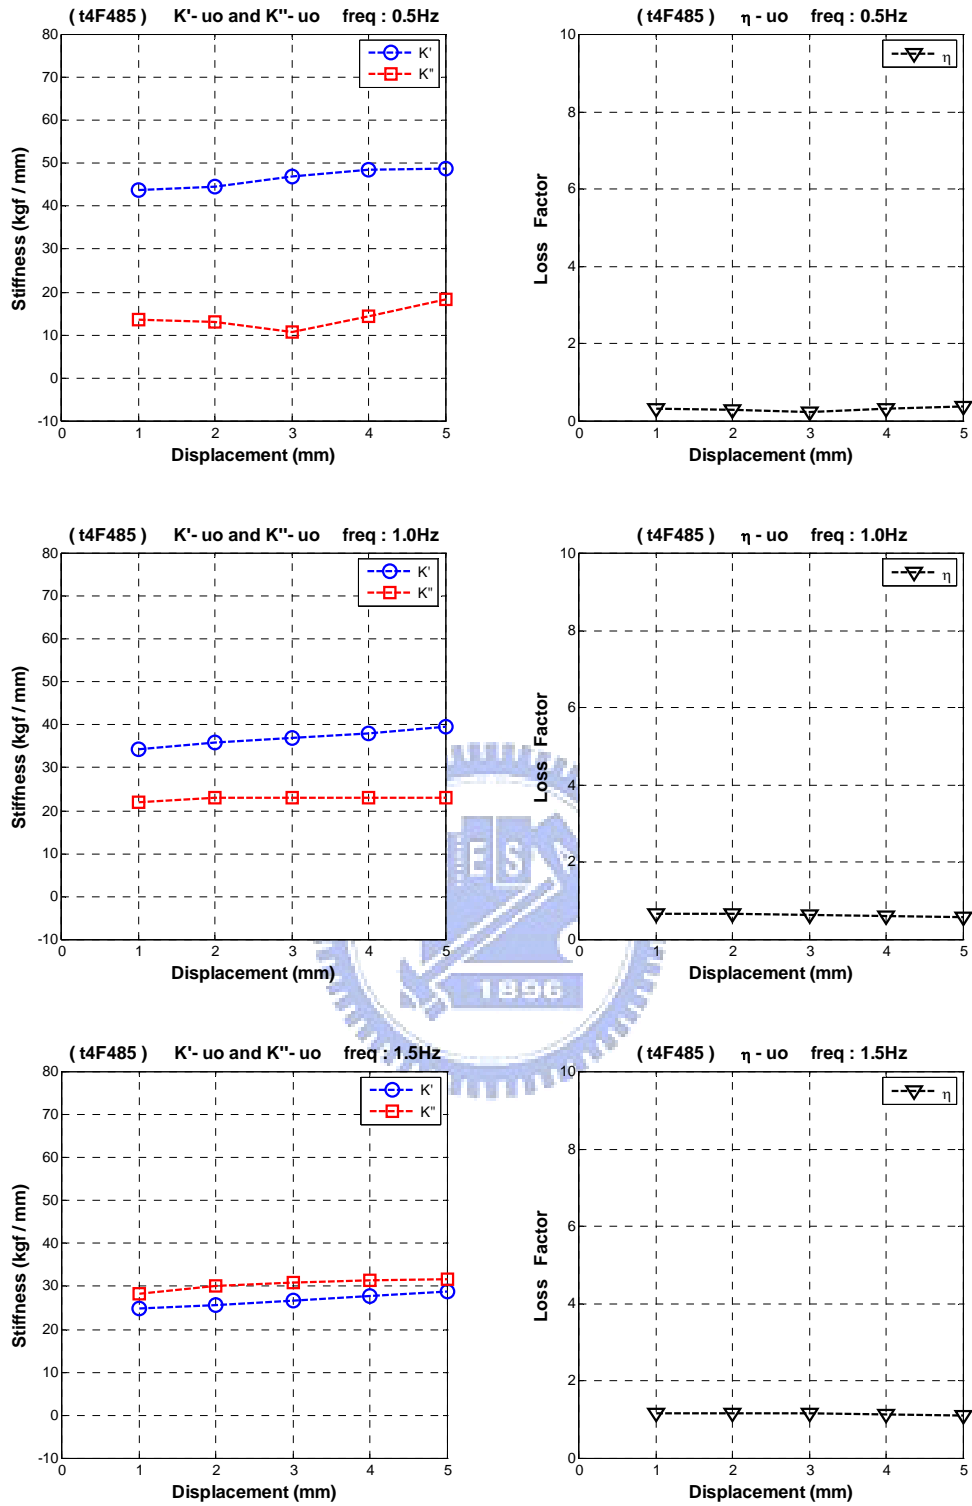 ( t4F485 ) K'- uo and K''- uo freq : 0.5Hz
80
70
60
50
40
30
20
10
0
-10
0 1 2 3 4 5
Stiffness (kgf / mm)
Displacement (mm)
K'
K''
( t4F485 ) η - uo freq : 0.5Hz
10
8
6
4
2
0
0 1 2 3 4 5
Loss Factor
Displacement (mm)
η
( t4F485 ) K'- uo and K''- uo freq : 1.0Hz
80
70
60
50
40
30
20
10
0
-10
0 1 2 3 4 5
Stiffness (kgf / mm)
Displacement (mm)
K'
K''
( t4F485 ) η - uo freq : 1.0Hz
10
8
6
4
2
0
0 1 2 3 4 5
Loss Factor
Displacement (mm)
η
E S
1896
( t4F485 ) K'- uo and K''- uo freq : 1.5Hz
80
70
60
50
40
30
20
10
0
-10
0 1 2 3 4 5
Stiffness (kgf / mm)
Displacement (mm)
K'
K''
( t4F485 ) η - uo freq : 1.5Hz
10
8
6
4
2
0
0 1 2 3 4 5
Loss Factor
Displacement (mm)
η